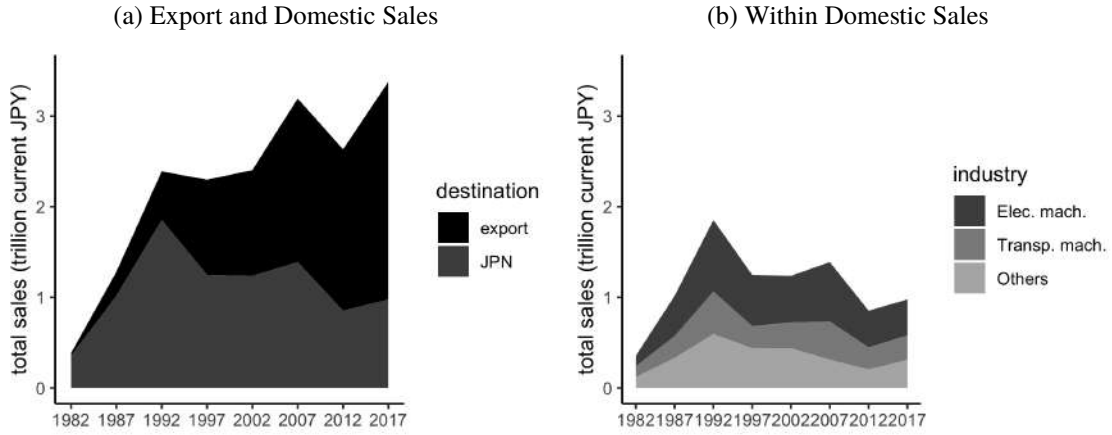 (a) Export and Domestic Sales
total sales (trillion current JPY)
3
2
1
0
1982 1987 1992 1997 2002 2007 2012 2017
destination
export
JPN
(b) Within Domestic Sales
total sales (trillion current JPY)
3
2
1
0
1982 1987 1992 1997 2002 2007 2012 2017
industry
Elec. mach.
Transp. mach.
Others